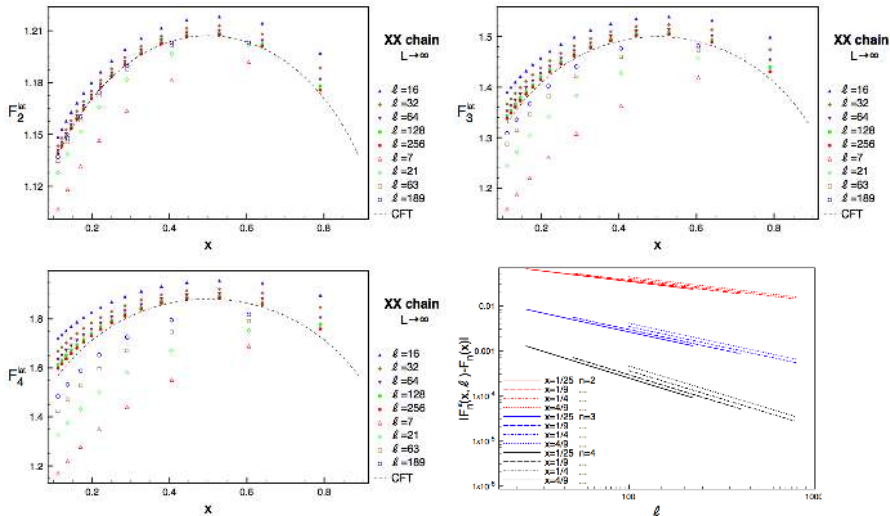 1.21
1.18
1.15
1.12
0.2
0.4
0.6
0.8
x
XX chain
L→∞
ℓ=16
ℓ=32
ℓ=64
ℓ=128
ℓ=256
ℓ=7
ℓ=21
ℓ=63
ℓ=189
CFT
1.5
1.4
1.3
1.2
0.2
0.4
0.6
0.8
x
XX chain
L→∞
ℓ=16
ℓ=32
ℓ=64
ℓ=128
ℓ=256
ℓ=7
ℓ=21
ℓ=63
ℓ=189
CFT
1.8
1.6
1.4
1.2
0.2
0.4
0.6
0.8
x
XX chain
L→∞
ℓ=16
ℓ=32
ℓ=64
ℓ=128
ℓ=256
ℓ=7
ℓ=21
ℓ=63
ℓ=189
CFT
0.01
0.001
x=1/25 n=2
x=1/9 ...
x=1/4 ...
x=4/9 ...
x=1/25 n=3
x=1/9 ...
x=1/4 ...
x=4/9 ...
x=1/25 n=4
x=1/9 ...
x=1/4 ...
x=4/9 ...
100
ℓ